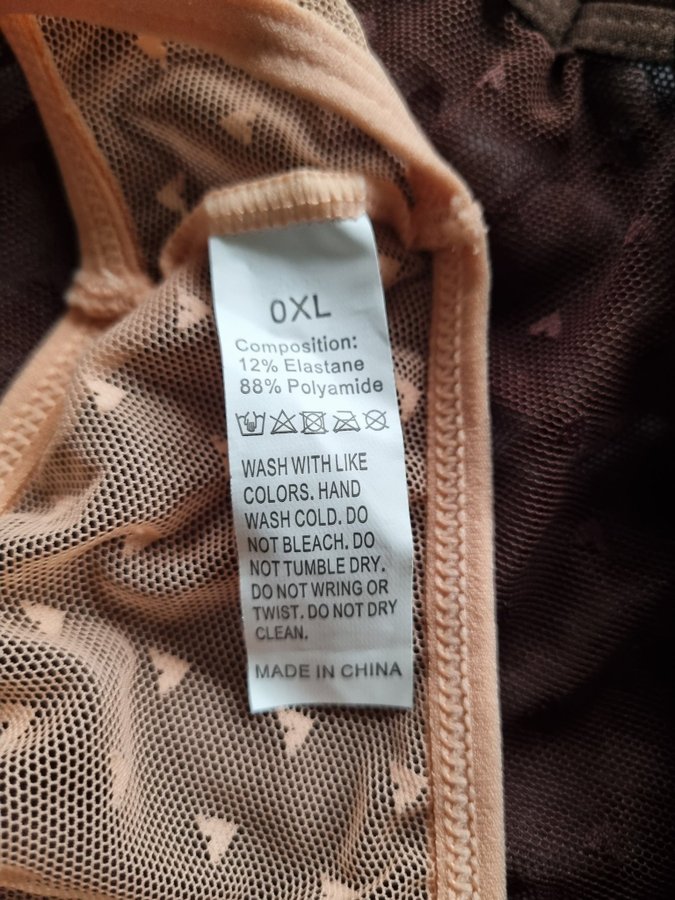 0XL
Composition:
12% Elastane
88% Polyamide
WASH WITH LIKE
COLORS. HAND
WASH COLD. DO
NOT BLEACH. DO
NOT TUMBLE DRY.
DO NOT WRING OR
TWIST. DO NOT DRY
CLEAN.
MADE IN CHINA